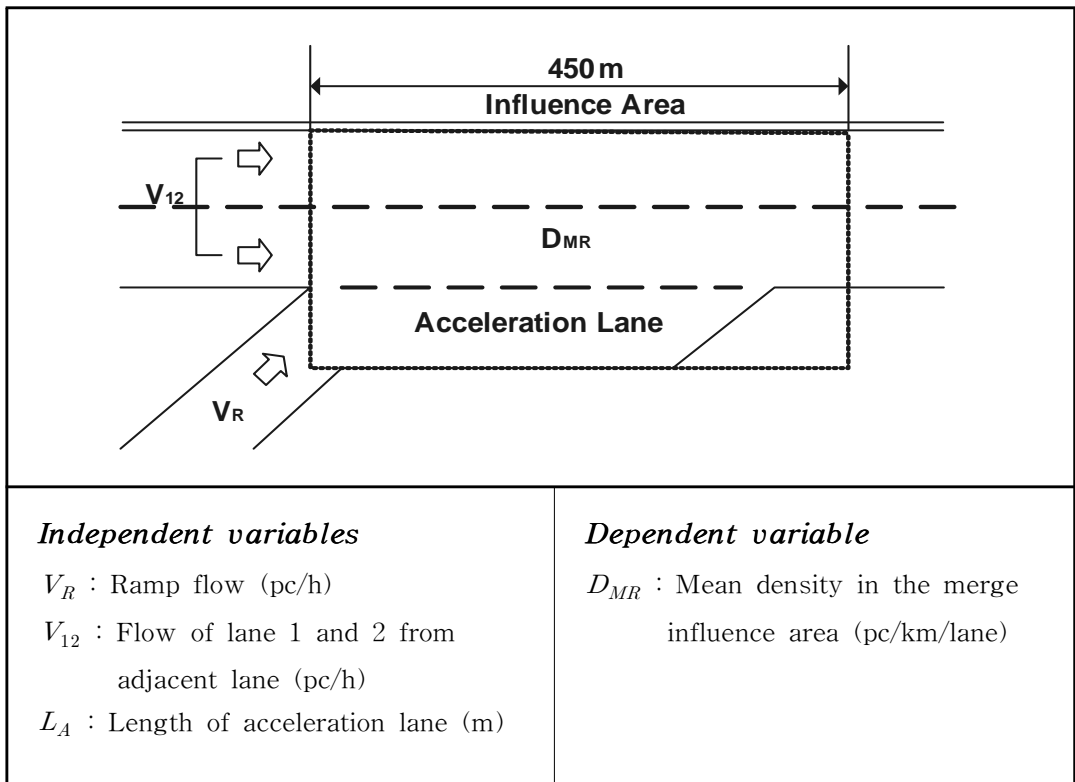 450 m
Influence Area
V12
DMR
Acceleration Lane
VR
Independent variables
VR : Ramp flow (pc/h)
V12 : Flow of lane 1 and 2 from
adjacent lane (pc/h)
LA : Length of acceleration lane (m)
Dependent variable
DMR : Mean density in the merge
influence area (pc/km/lane)